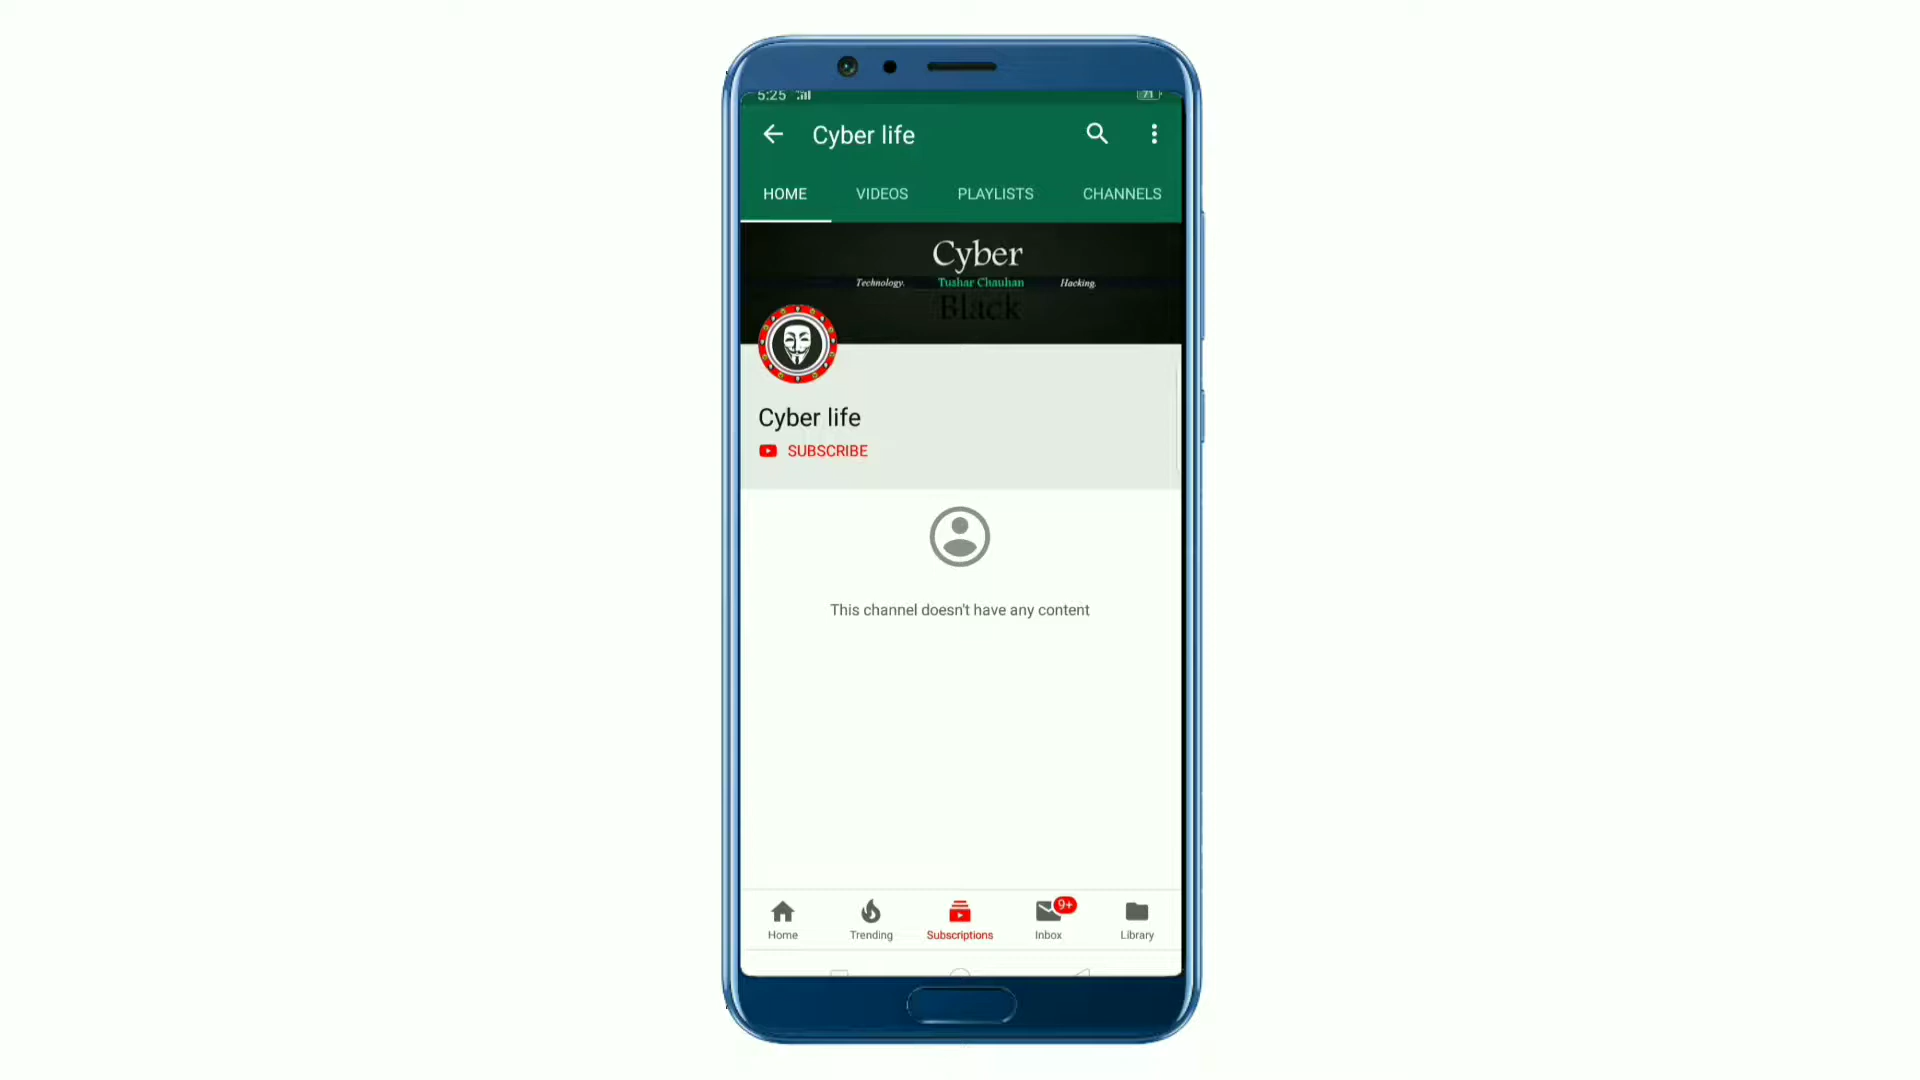 5:25
71
Cyber life
HOME VIDEOS PLAYLISTS CHANNELS
Cyber
Technology. Tushar Chauhan Hacking.
Black
Cyber life
SUBSCRIBE
This channel doesn't have any content
9+
Home Trending Subscriptions Inbox Library